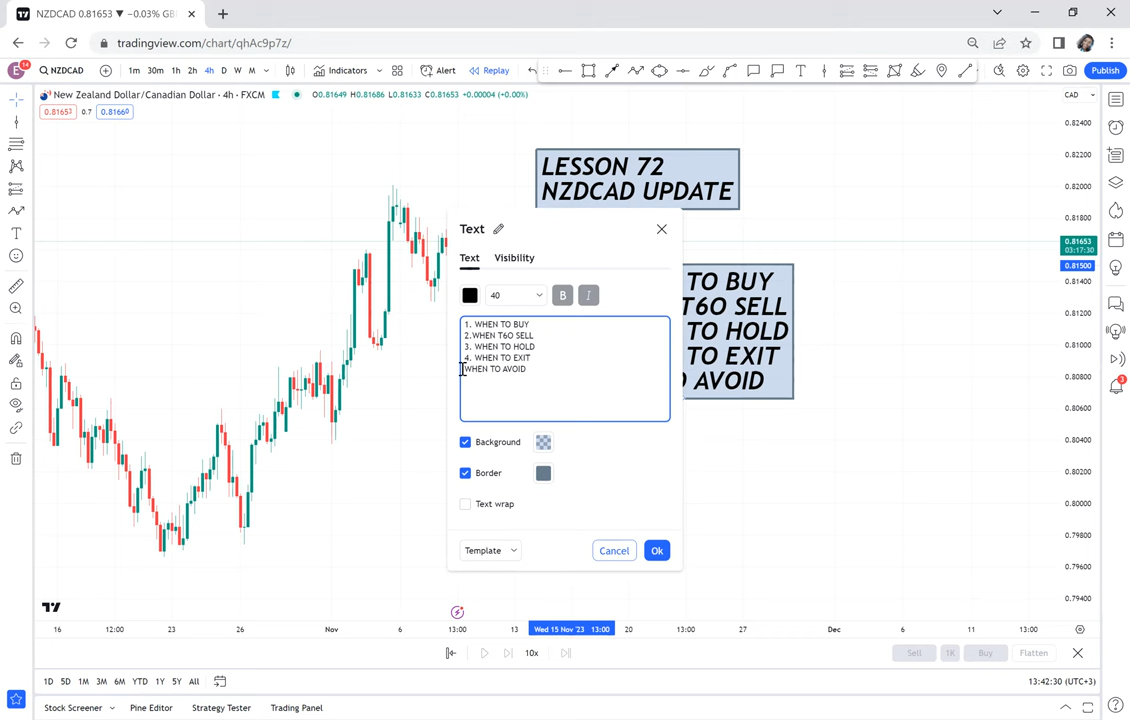 NZDCAD 0.81653 ▼ −0.03% GB
tradingview.com/chart/qhAc9p7z/
E 14 NZDCAD 1m 30m 1h 2h 4h D W M Indicators Alert Replay Publish
New Zealand Dollar/Canadian Dollar · 4h · FXCM O0.81649 H0.81686 L0.81633 C0.81653 +0.00004 (+0.00%) CAD
0.81653 0.7 0.81660
0.82400
0.82200
0.82000
0.81800
0.81653
03:17:30
0.81500
0.81400
0.81200
0.81000
0.80800
0.80600
0.80400
0.80200
0.80000
0.79800
0.79600
0.79400
LESSON 72
NZDCAD UPDATE
TO BUY
T6O SELL
TO HOLD
TO EXIT
AVOID
Text
Text Visibility
40 B I
1. WHEN TO BUY
2.WHEN T6O SELL
3. WHEN TO HOLD
4. WHEN TO EXIT
WHEN TO AVOID
Background
Border
Text wrap
Template Cancel Ok
3
16 12:00 23 26 Nov 6 13:00 13 Wed 15 Nov '23 13:00 20 13:00 27 Dec 6 11 13:00
10x Sell 1K Buy Flatten
1D 5D 1M 3M 6M YTD 1Y 5Y All 13:42:30 (UTC+3)
Stock Screener Pine Editor Strategy Tester Trading Panel